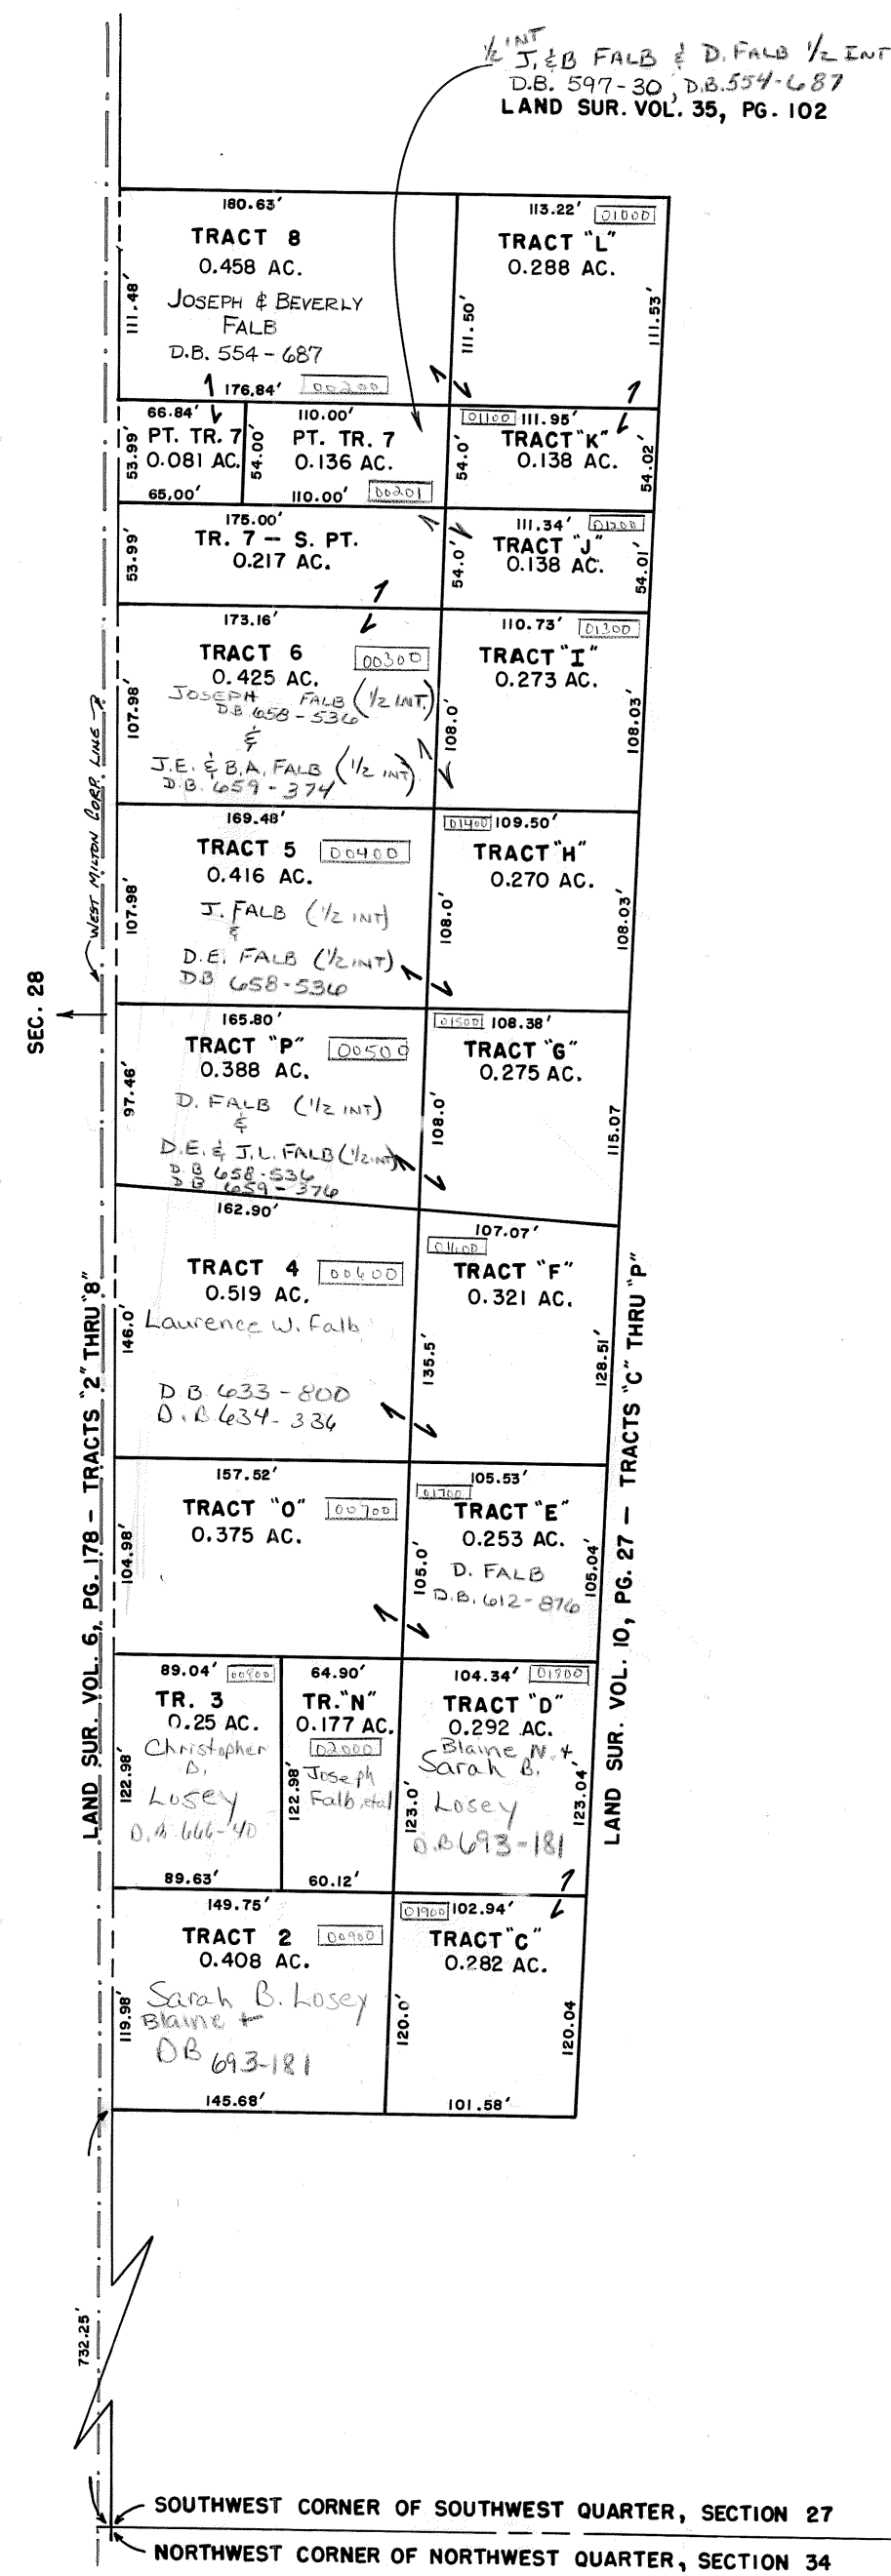 1/2 INT
J. & B FALB & D. FALB 1/2 INT
D.B. 597-30, D.B. 554-687
LAND SUR. VOL. 35, PG. 102
180.63'
TRACT 8
0.458 AC.
JOSEPH & BEVERLY
FALB
D.B. 554-687
111.48'
176.84'
00200
113.22'
01000
TRACT "L"
0.288 AC.
111.50'
111.53'
66.84'
PT. TR. 7
0.081 AC.
53.99'
65.00'
110.00'
PT. TR. 7
0.136 AC.
54.00'
110.00'
00201
01100
111.95'
TRACT "K"
0.138 AC.
54.0'
54.02'
175.00'
TR. 7 – S. PT.
0.217 AC.
53.99'
111.34'
01200
TRACT "J"
0.138 AC.
54.0'
54.01'
173.16'
TRACT 6
00300
0.425 AC.
JOSEPH FALB (1/2 INT.)
D.B 658-536
&
J.E. & B.A. FALB (1/2 INT)
D.B. 659-374
107.98'
110.73'
01300
TRACT "I"
0.273 AC.
108.0'
108.03'
WEST MILTON CORP. LINE
169.48'
TRACT 5
00400
0.416 AC.
J. FALB (1/2 INT)
&
D.E. FALB (1/2 INT)
D.B 658-536
107.98'
01400
109.50'
TRACT "H"
0.270 AC.
108.0'
108.03'
SEC. 28
165.80'
TRACT "P"
00500
0.388 AC.
D. FALB (1/2 INT)
&
D.E. & J.L. FALB (1/2 INT)
D.B 658-536
D.B 659-376
97.46'
01500
108.38'
TRACT "G"
0.275 AC.
108.0'
115.07
162.90'
TRACT 4
00600
0.519 AC.
Laurence W. Falb
D.B 633-800
D.B 634-336
146.0'
107.07'
01600
TRACT "F"
0.321 AC.
135.5'
128.51'
157.52'
TRACT "O"
00700
0.375 AC.
104.98'
105.53'
01700
TRACT "E"
0.253 AC.
D. FALB
D.B. 612-876
105.0'
105.04'
LAND SUR. VOL. 6, PG. 178 – TRACTS "2" THRU "8"
LAND SUR. VOL. 10, PG. 27 – TRACTS "C" THRU "P"
89.04'
00800
TR. 3
0.25 AC.
Christopher
D.
Losey
D.B. 666-40
122.98'
89.63'
64.90'
TR. "N"
0.177 AC.
02000
Joseph
Falb, etal
122.98'
60.12'
104.34'
TRACT "D"
0.292 AC.
Blaine N. +
Sarah B.
Losey
D.B 693-181
123.0'
123.04'
149.75'
TRACT 2
00900
0.408 AC.
Sarah B. Losey
Blaine +
DB 693-181
119.98'
145.68'
01900
102.94'
TRACT "C"
0.282 AC.
120.0'
120.04
101.58'
732.25'
SOUTHWEST CORNER OF SOUTHWEST QUARTER, SECTION 27
NORTHWEST CORNER OF NORTHWEST QUARTER, SECTION 34